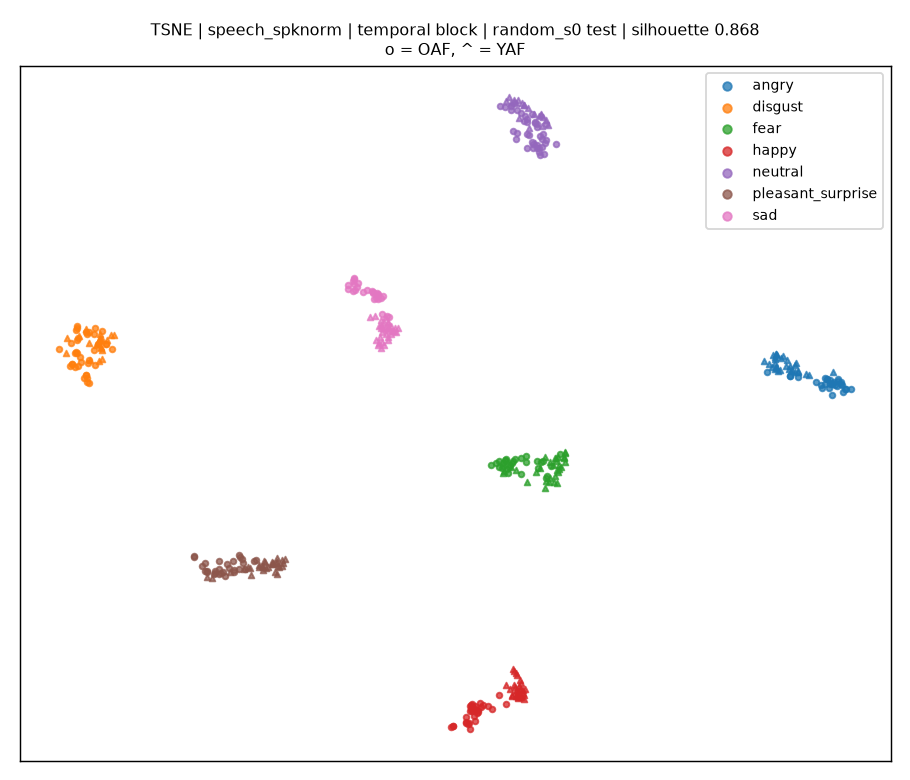 TSNE | speech_spknorm | temporal block | random_s0 test | silhouette 0.868
o = OAF, ^ = YAF
angry
disgust
fear
happy
neutral
pleasant_surprise
sad